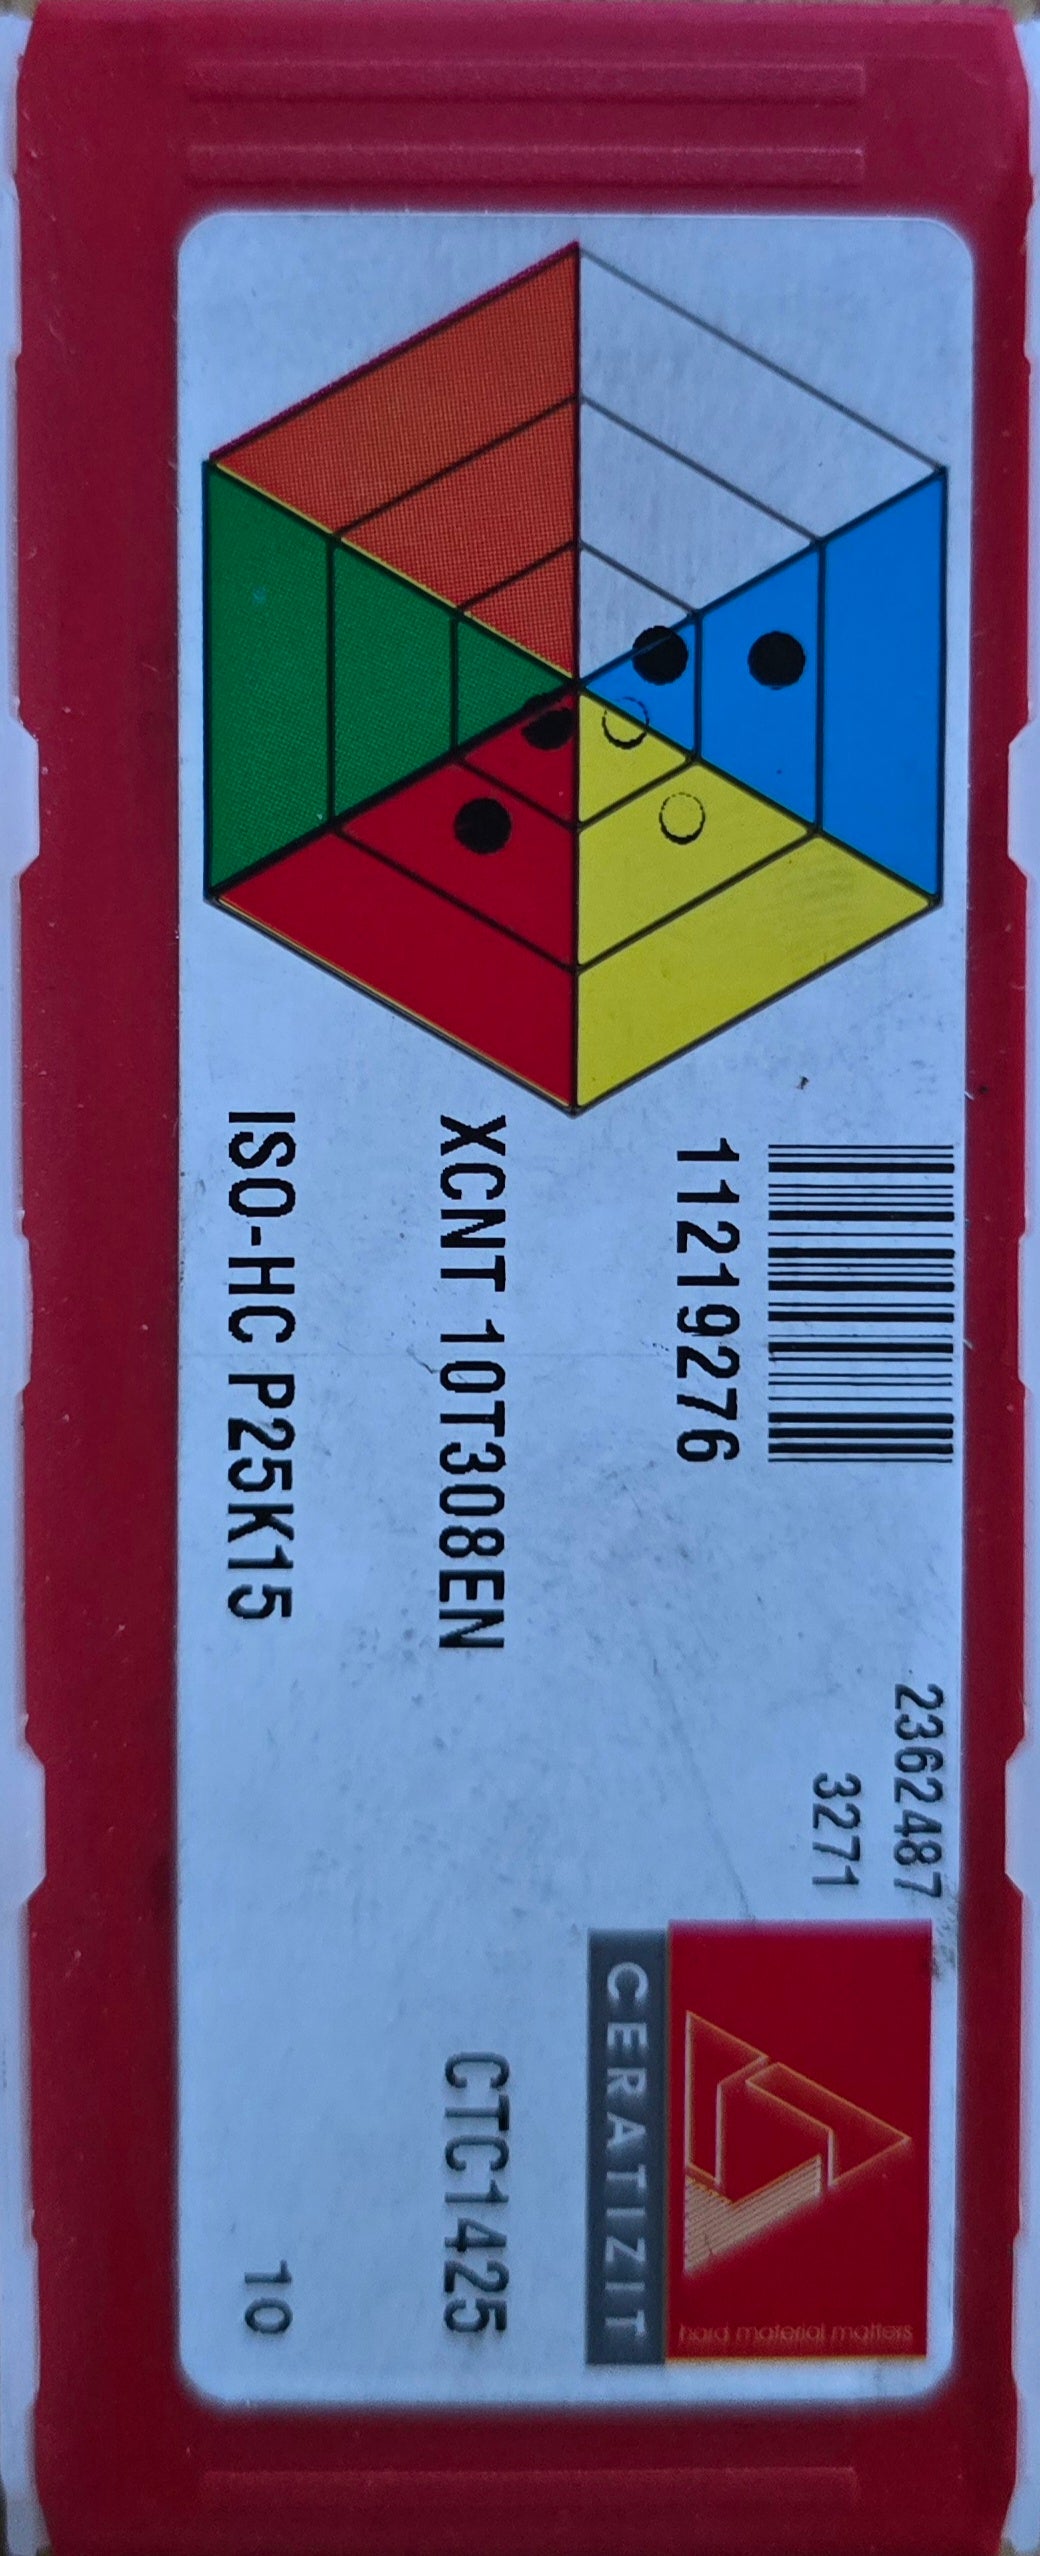 2362487
3271
11219276
CERATIZIT
hard material matters
XCNT 10T308EN
CTC1425
ISO-HC P25K15
10